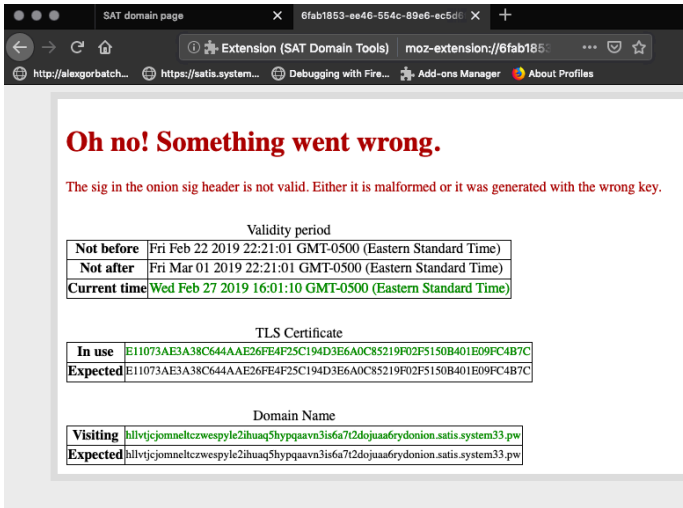 SAT domain page
6fab1853-ee46-554c-89e6-ec5d6
Extension (SAT Domain Tools) moz-extension://6fab1853
http://alexgorbatch... https://satis.system... Debugging with Fire... Add-ons Manager About Profiles
Oh no! Something went wrong.
The sig in the onion sig header is not valid. Either it is malformed or it was generated with the wrong key.
Validity period
Not before Fri Feb 22 2019 22:21:01 GMT-0500 (Eastern Standard Time)
Not after Fri Mar 01 2019 22:21:01 GMT-0500 (Eastern Standard Time)
Current time Wed Feb 27 2019 16:01:10 GMT-0500 (Eastern Standard Time)
TLS Certificate
In use E11073AE3A38C644AAE26FE4F25C194D3E6A0C85219F02F5150B401E09FC4B7C
Expected E11073AE3A38C644AAE26FE4F25C194D3E6A0C85219F02F5150B401E09FC4B7C
Domain Name
Visiting hllvtjcjomneltczwespyle2ihuaq5hypqaavn3is6a7t2dojuaa6rydonion.satis.system33.pw
Expected hllvtjcjomneltczwespyle2ihuaq5hypqaavn3is6a7t2dojuaa6rydonion.satis.system33.pw